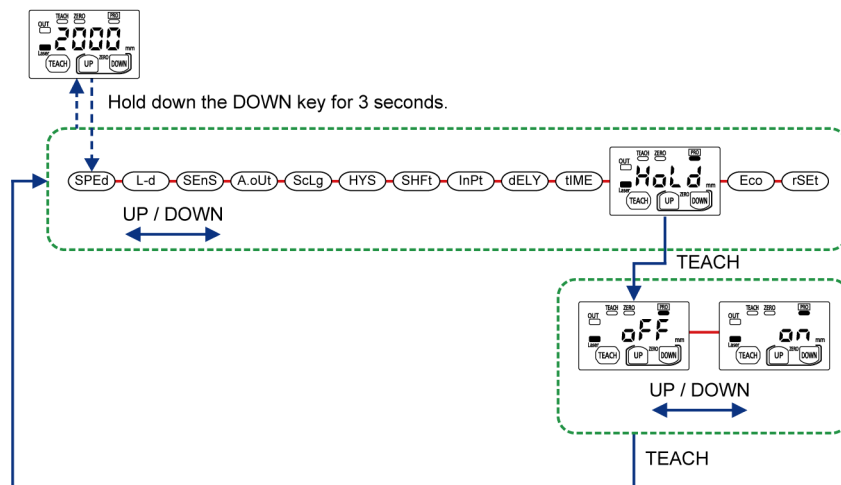 TEACH ZERO PRO
OUT
2000 mm
Laser
TEACH UP ZERO DOWN
Hold down the DOWN key for 3 seconds.
SPEd L-d SEnS A.oUt ScLg HYS SHFt InPt dELY tIME
TEACH ZERO PRO
OUT
HoLd mm
Laser
TEACH UP ZERO DOWN
Eco rSEt
UP / DOWN
TEACH
TEACH ZERO PRO
OUT
oFF mm
Laser
TEACH UP ZERO DOWN
TEACH ZERO PRO
OUT
on mm
Laser
TEACH UP ZERO DOWN
UP / DOWN
TEACH